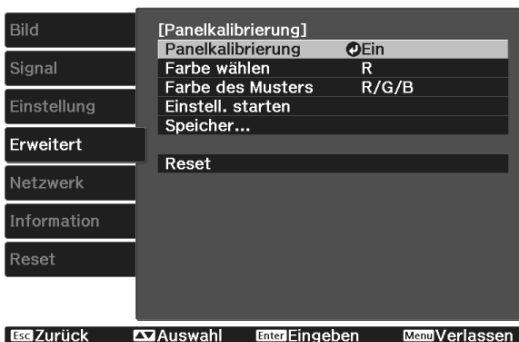 Bild
Signal
Einstellung
Erweitert
Netzwerk
Information
Reset
[Panelkalibrierung]
Panelkalibrierung Ein
Farbe wählen R
Farbe des Musters R/G/B
Einstell. starten
Speicher...
Reset
Esc Zurück Auswahl Enter Eingeben Menu Verlassen